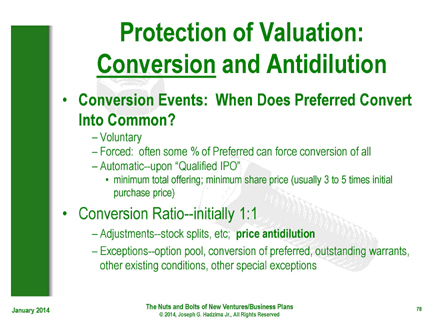 Protection of Valuation:
Conversion and Antidilution
• Conversion Events:  When Does Preferred Convert
Into Common?
– Voluntary
– Forced:  often some % of Preferred can force conversion of all
– Automatic--upon “Qualified IPO”
• minimum total offering; minimum share price (usually 3 to 5 times initial
purchase price)
• Conversion Ratio--initially 1:1
– Adjustments--stock splits, etc;  price antidilution
– Exceptions--option pool, conversion of preferred, outstanding warrants,
other existing conditions, other special exceptions
January 2014
The Nuts and Bolts of New Ventures/Business Plans
© 2014, Joseph G. Hadzima Jr., All Rights Reserved
78